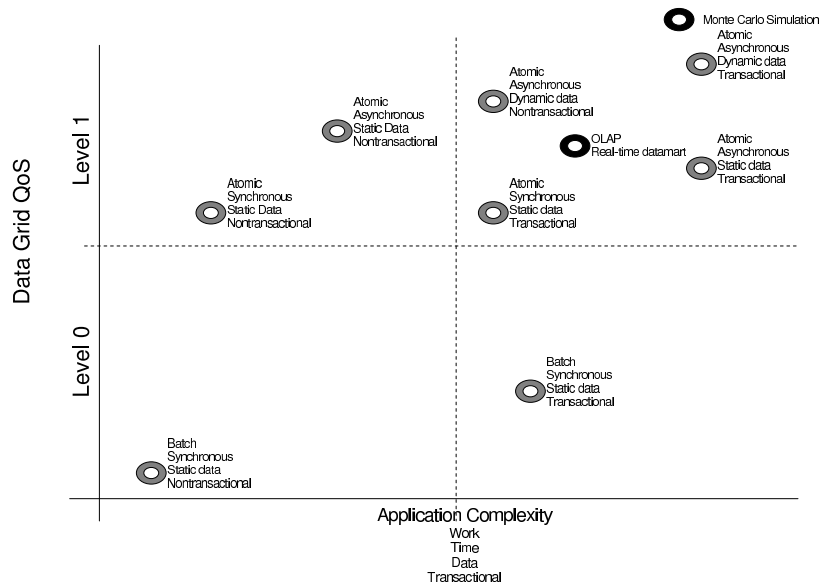 Monte Carlo Simulation
Atomic
Asynchronous
Dynamic data
Transactional
Atomic
Asynchronous
Dynamic data
Nontransactional
Atomic
Asynchronous
Static Data
Nontransactional
OLAP
Real-time datamart
Atomic
Asynchronous
Static data
Transactional
Atomic
Synchronous
Static Data
Nontransactional
Atomic
Synchronous
Static data
Transactional
Level 1
Data Grid QoS
Level 0
Batch
Synchronous
Static data
Transactional
Batch
Synchronous
Static data
Nontransactional
Application Complexity
Work
Time
Data
Transactional